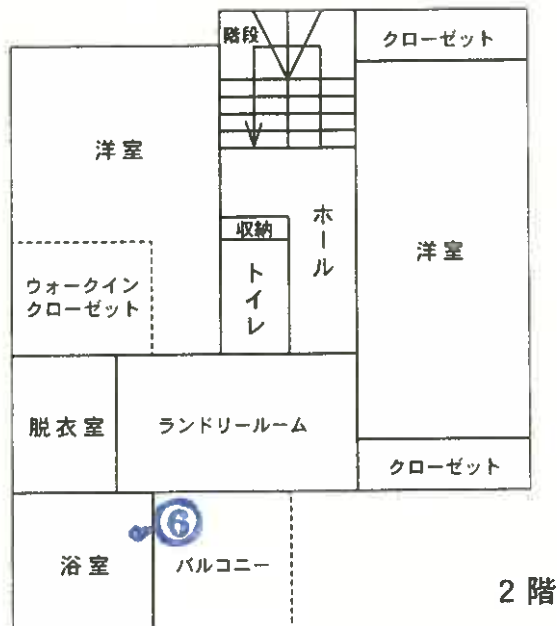 階段
クローゼット
洋室
ホール
収納
トイレ
洋室
ウォークイン
クローゼット
脱衣室
ランドリールーム
クローゼット
⑥
浴室
バルコニー
2階